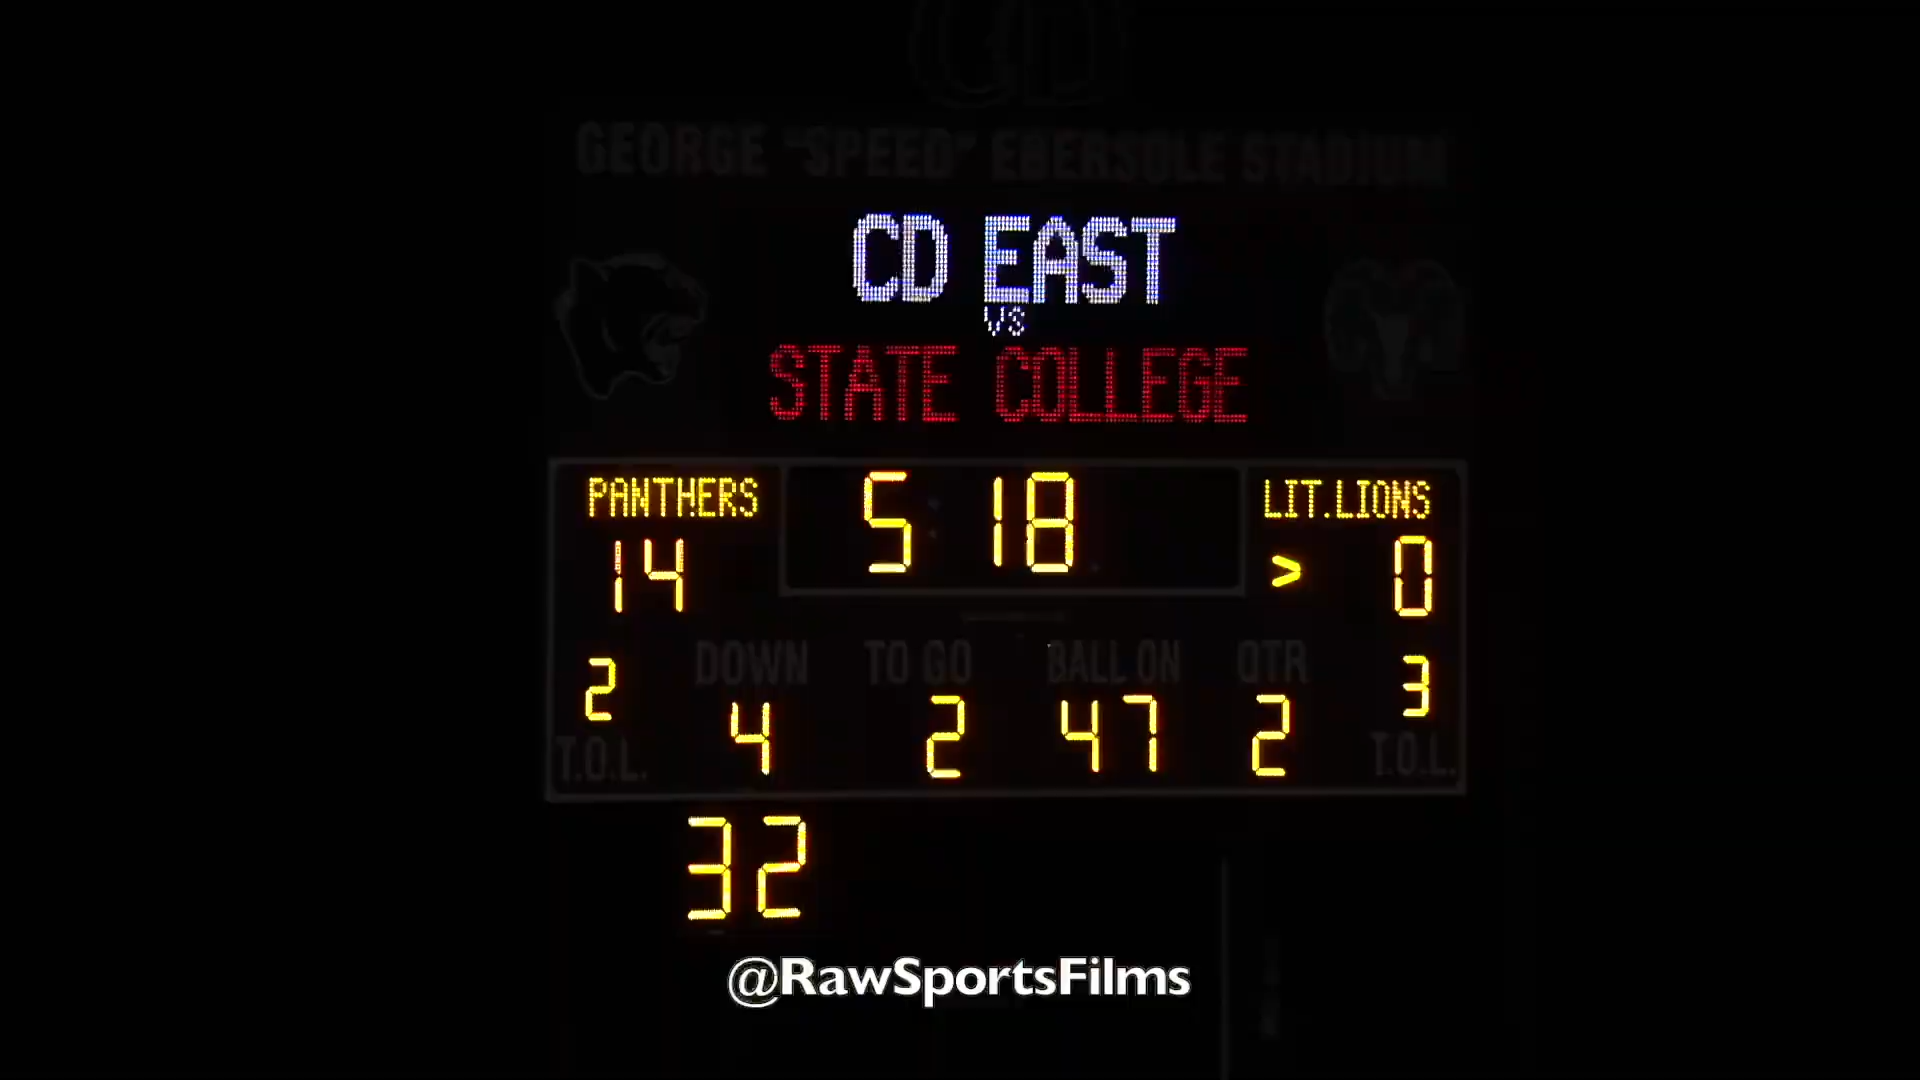 CD
GEORGE "SPEED" EBERSOLE STADIUM
CD EAST
VS
STATE COLLEGE
PANTHERS 5 18 LIT.LIONS
14 > 0
DOWN TO GO BALL ON QTR
2 4 2 47 2 3
T.O.L. T.O.L.
32
@RawSportsFilms